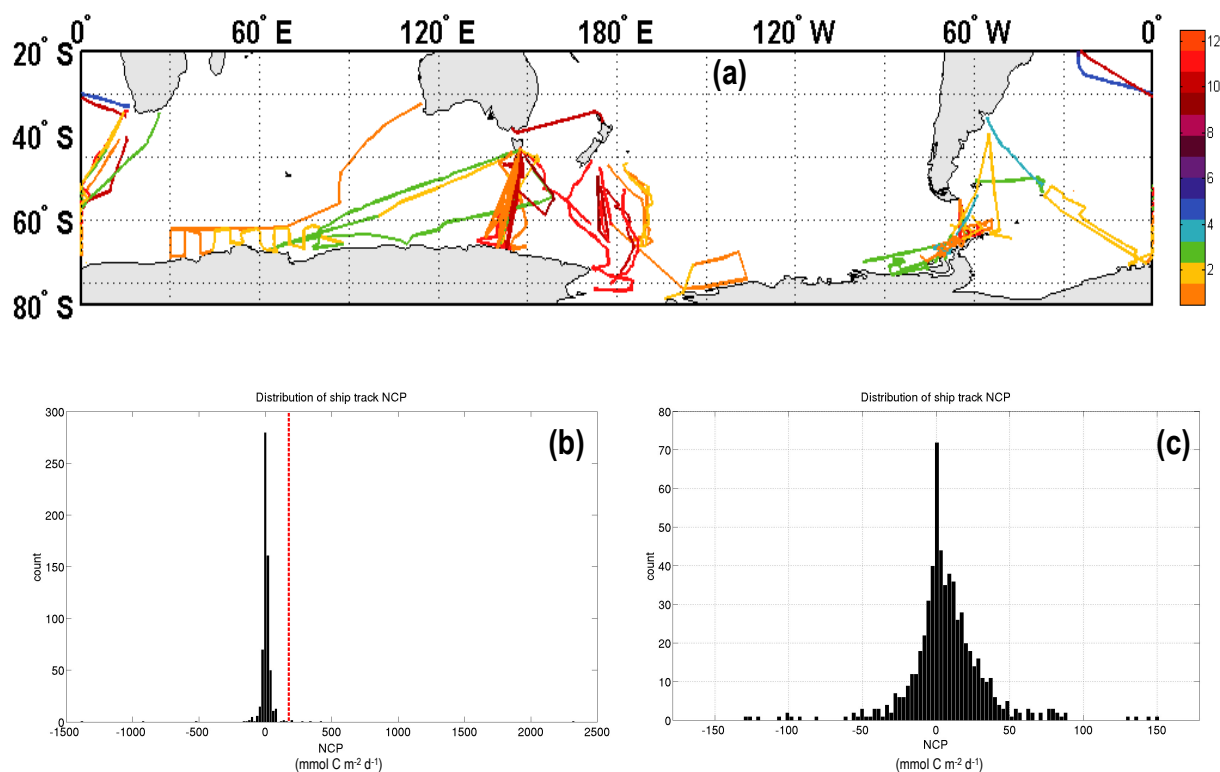 0° 60° E 120° E 180° E 120° W 60° W 0°
20° S
40° S
60° S
80° S
(a)
12
10
8
6
4
2
Distribution of ship track NCP
300
250
200
150
100
50
0
count
-1500 -1000 -500 0 500 1000 1500 2000 2500
NCP
(mmol C m⁻² d⁻¹)
(b)
Distribution of ship track NCP
80
70
60
50
40
30
20
10
0
count
-150 -100 -50 0 50 100 150
NCP
(mmol C m⁻² d⁻¹)
(c)